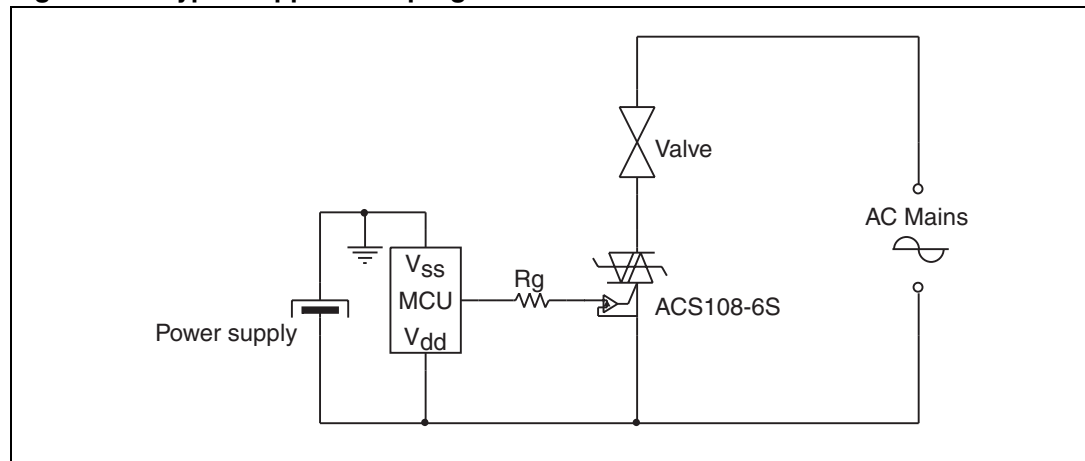 Valve
AC Mains
Vss
MCU
Vdd
Rg
ACS108-6S
Power supply